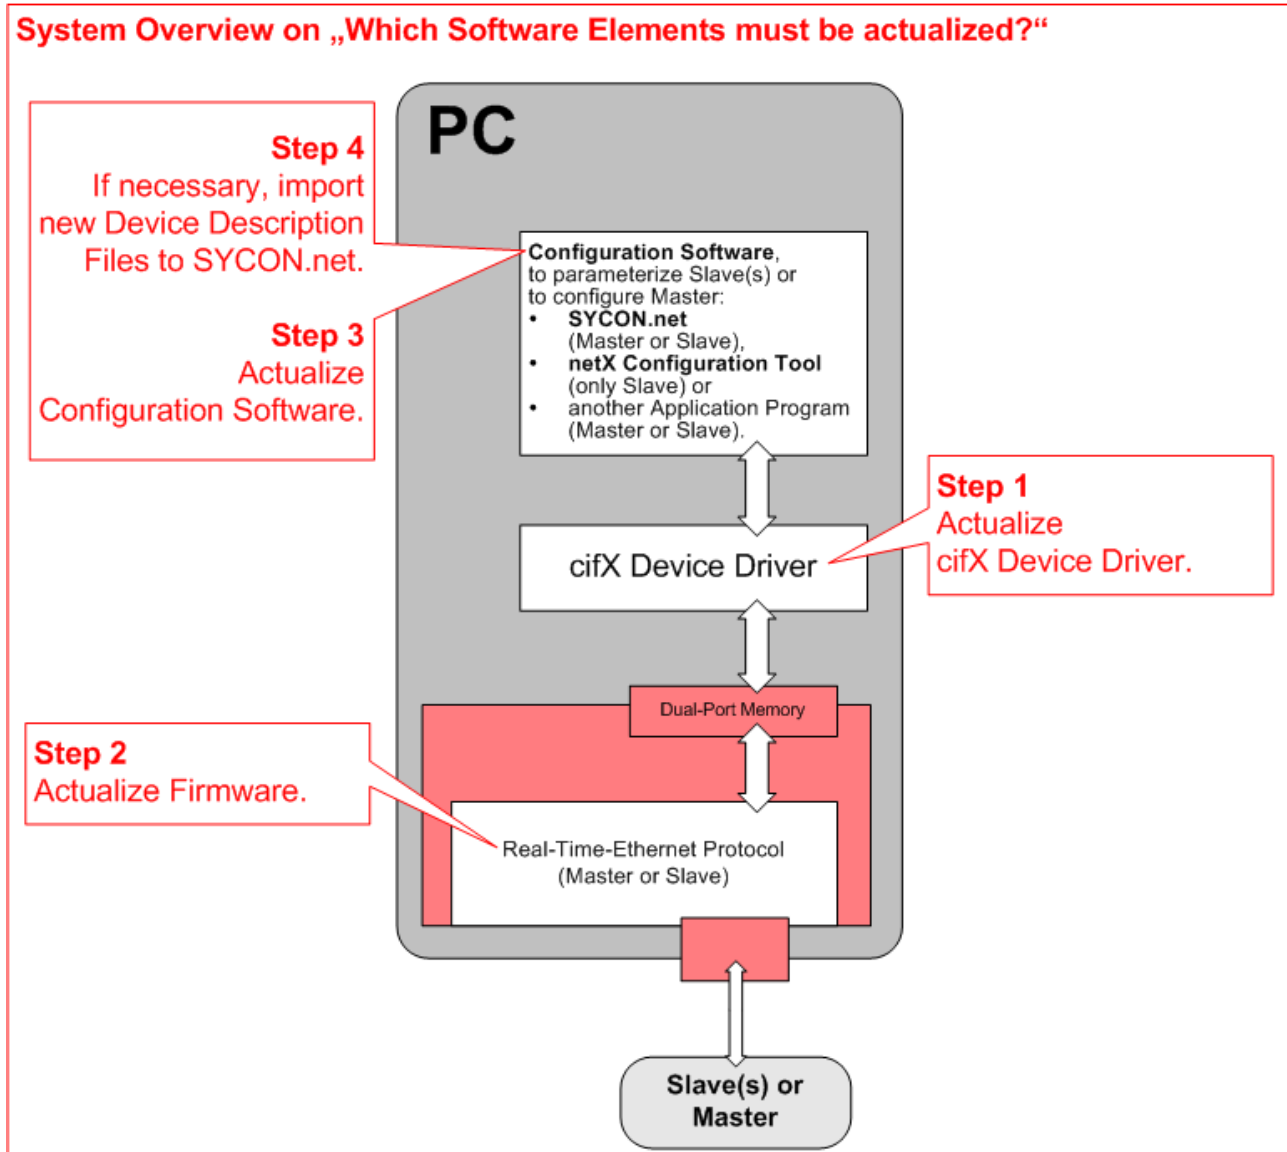 System Overview on „Which Software Elements must be actualized?“
PC
Step 4
If necessary, import
new Device Description
Files to SYCON.net.
Step 3
Actualize
Configuration Software.
Configuration Software,
to parameterize Slave(s) or
to configure Master:
• SYCON.net
(Master or Slave),
• netX Configuration Tool
(only Slave) or
• another Application Program
(Master or Slave).
Step 1
Actualize
cifX Device Driver.
cifX Device Driver
Dual-Port Memory
Step 2
Actualize Firmware.
Real-Time-Ethernet Protocol
(Master or Slave)
Slave(s) or
Master